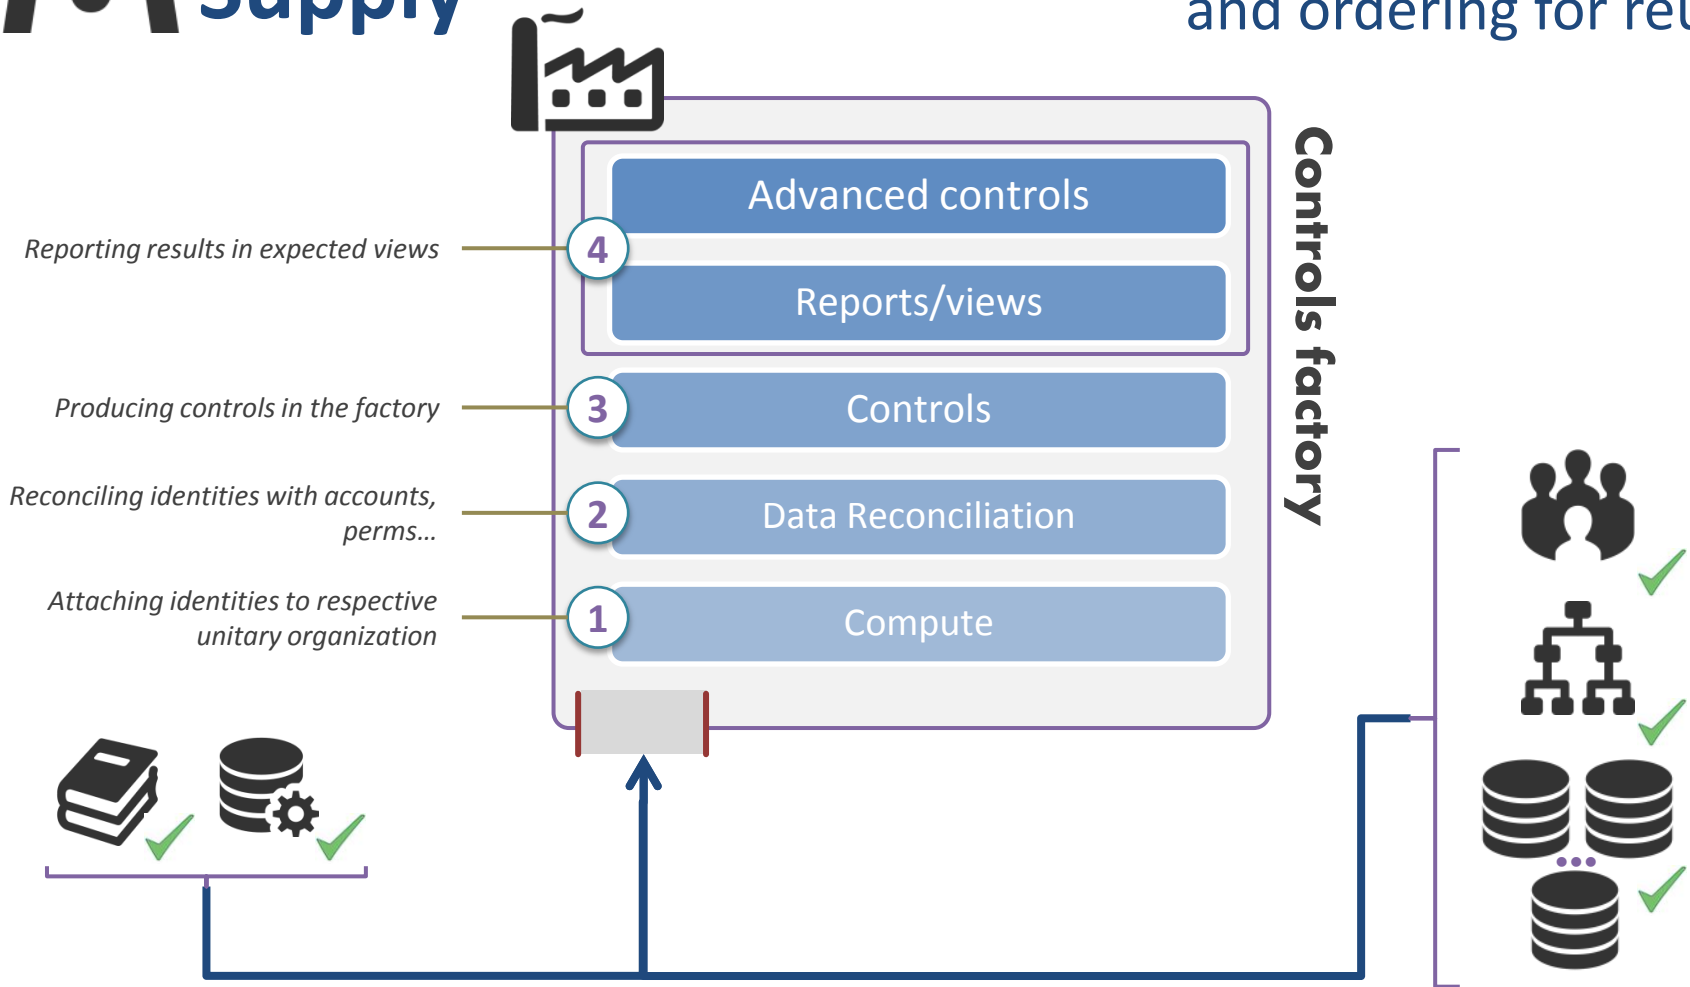 Supply
and ordering for
Advanced controls
Reporting results in expected views
4
Reports/views
Producing controls in the factory
3
Controls
Reconciling identities with accounts,
perms...
2
Data Reconciliation
Attaching identities to respective
unitary organization
1
Compute
Controls factory